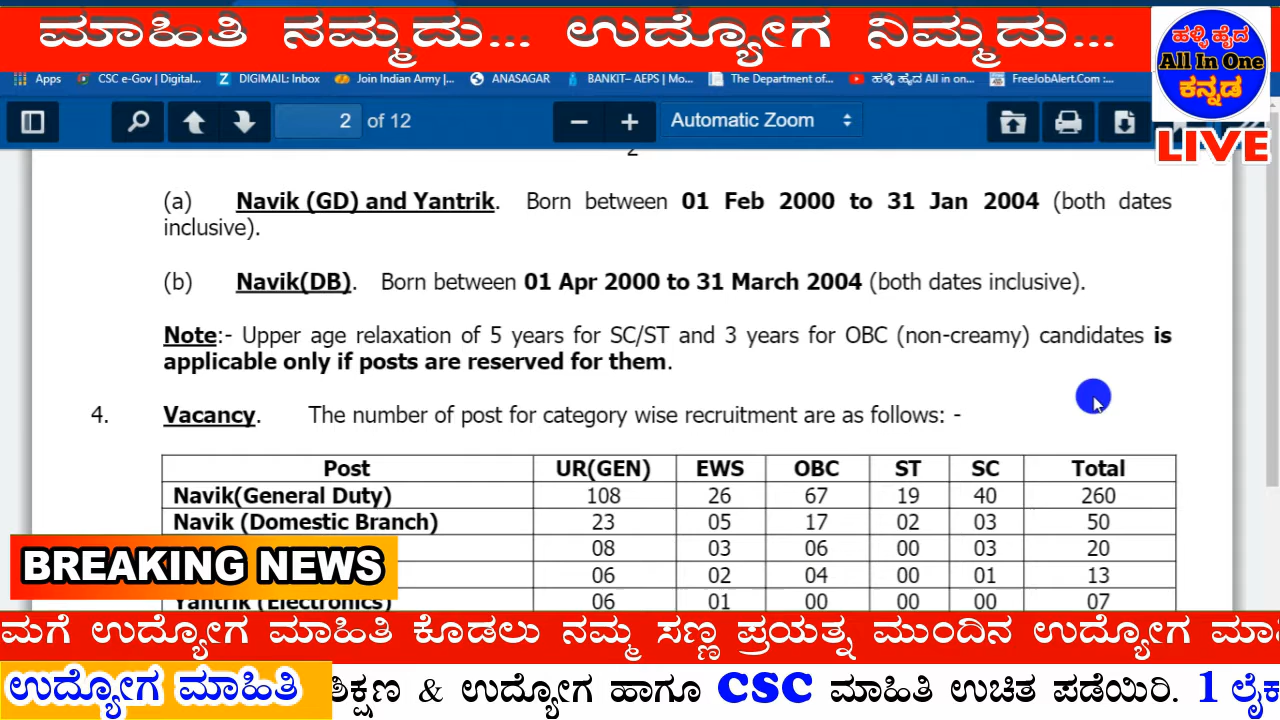 ಮಾಹಿತಿ ನಮ್ಮದು... ಉದ್ಯೋಗ ನಿಮ್ಮದು...
ಹಳ್ಳಿ ಹೈದ
All In One
ಕನ್ನಡ
LIVE
Apps CSC e-Gov | Digital... DIGIMAIL: Inbox Join Indian Army |... ANASAGAR BANKIT– AEPS | Mo... The Department of... ಹಳ್ಳಿ ಹೈದ All in on... FreeJobAlert.Com :...
2 of 12 Automatic Zoom
2
(a) Navik (GD) and Yantrik. Born between 01 Feb 2000 to 31 Jan 2004 (both dates
inclusive).
(b) Navik(DB). Born between 01 Apr 2000 to 31 March 2004 (both dates inclusive).
Note:- Upper age relaxation of 5 years for SC/ST and 3 years for OBC (non-creamy) candidates is
applicable only if posts are reserved for them.
4. Vacancy. The number of post for category wise recruitment are as follows: -
Post UR(GEN) EWS OBC ST SC Total
Navik(General Duty) 108 26 67 19 40 260
Navik (Domestic Branch) 23 05 17 02 03 50
08 03 06 00 03 20
06 02 04 00 01 13
Yantrik (Electronics) 06 01 00 00 00 07
BREAKING NEWS
ಮಗೆ ಉದ್ಯೋಗ ಮಾಹಿತಿ ಕೊಡಲು ನಮ್ಮ ಸಣ್ಣ ಪ್ರಯತ್ನ ಮುಂದಿನ ಉದ್ಯೋಗ ಮಾಹಿ
ಉದ್ಯೋಗ ಮಾಹಿತಿ ಶಿಕ್ಷಣ & ಉದ್ಯೋಗ ಹಾಗೂ CSC ಮಾಹಿತಿ ಉಚಿತ ಪಡೆಯಿರಿ. 1 ಲೈಕ